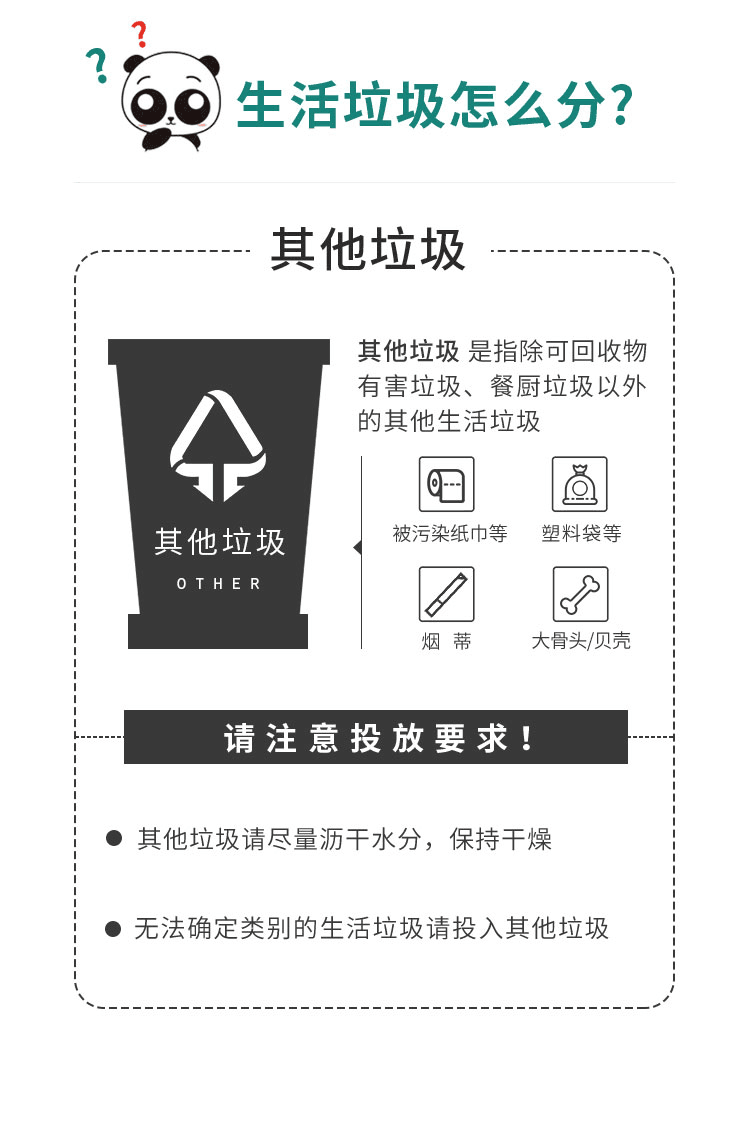 ? ?
生活垃圾怎么分?
其他垃圾
其他垃圾 是指除可回收物
有害垃圾、餐厨垃圾以外
的其他生活垃圾
其他垃圾
OTHER
被污染纸巾等
塑料袋等
烟 蒂
大骨头/贝壳
请注意投放要求!
其他垃圾请尽量沥干水分，保持干燥
无法确定类别的生活垃圾请投入其他垃圾